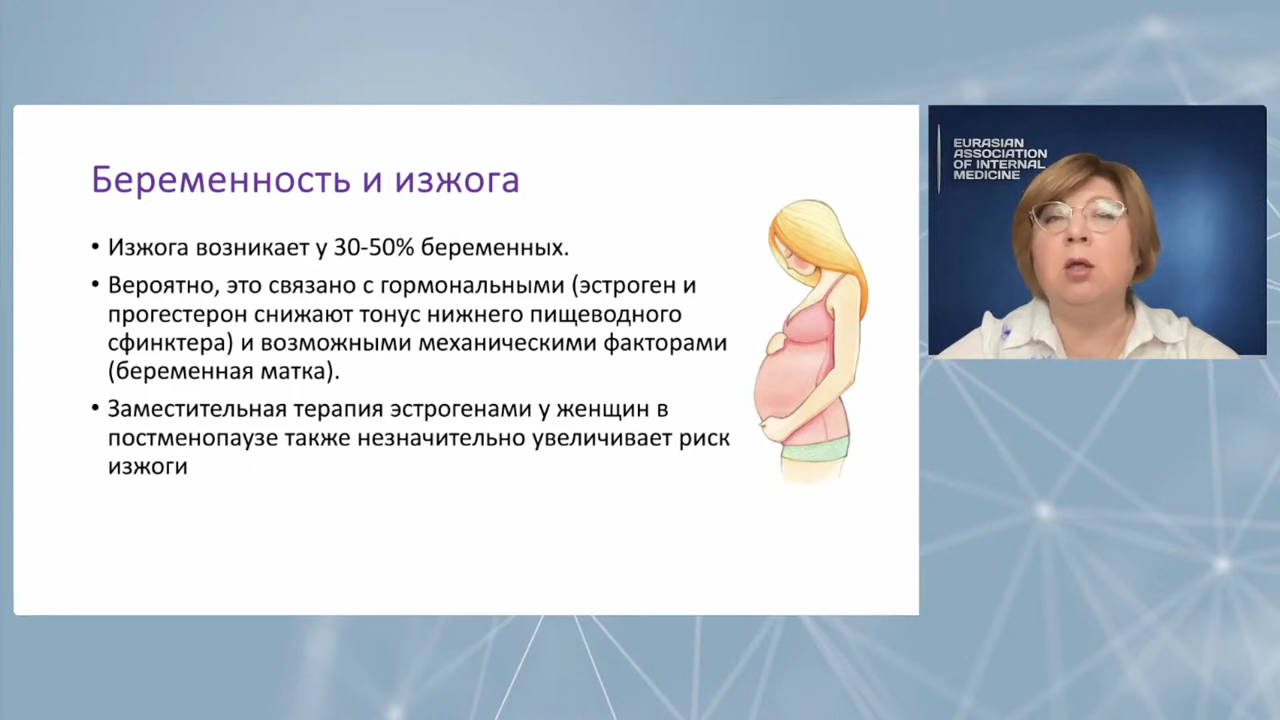 Беременность и изжога
• Изжога возникает у 30-50% беременных.
• Вероятно, это связано с гормональными (эстроген и
прогестерон снижают тонус нижнего пищеводного
сфинктера) и возможными механическими факторами
(беременная матка).
• Заместительная терапия эстрогенами у женщин в
постменопаузе также незначительно увеличивает риск
изжоги
EURASIAN
ASSOCIATION
OF INTERNAL
MEDICINE